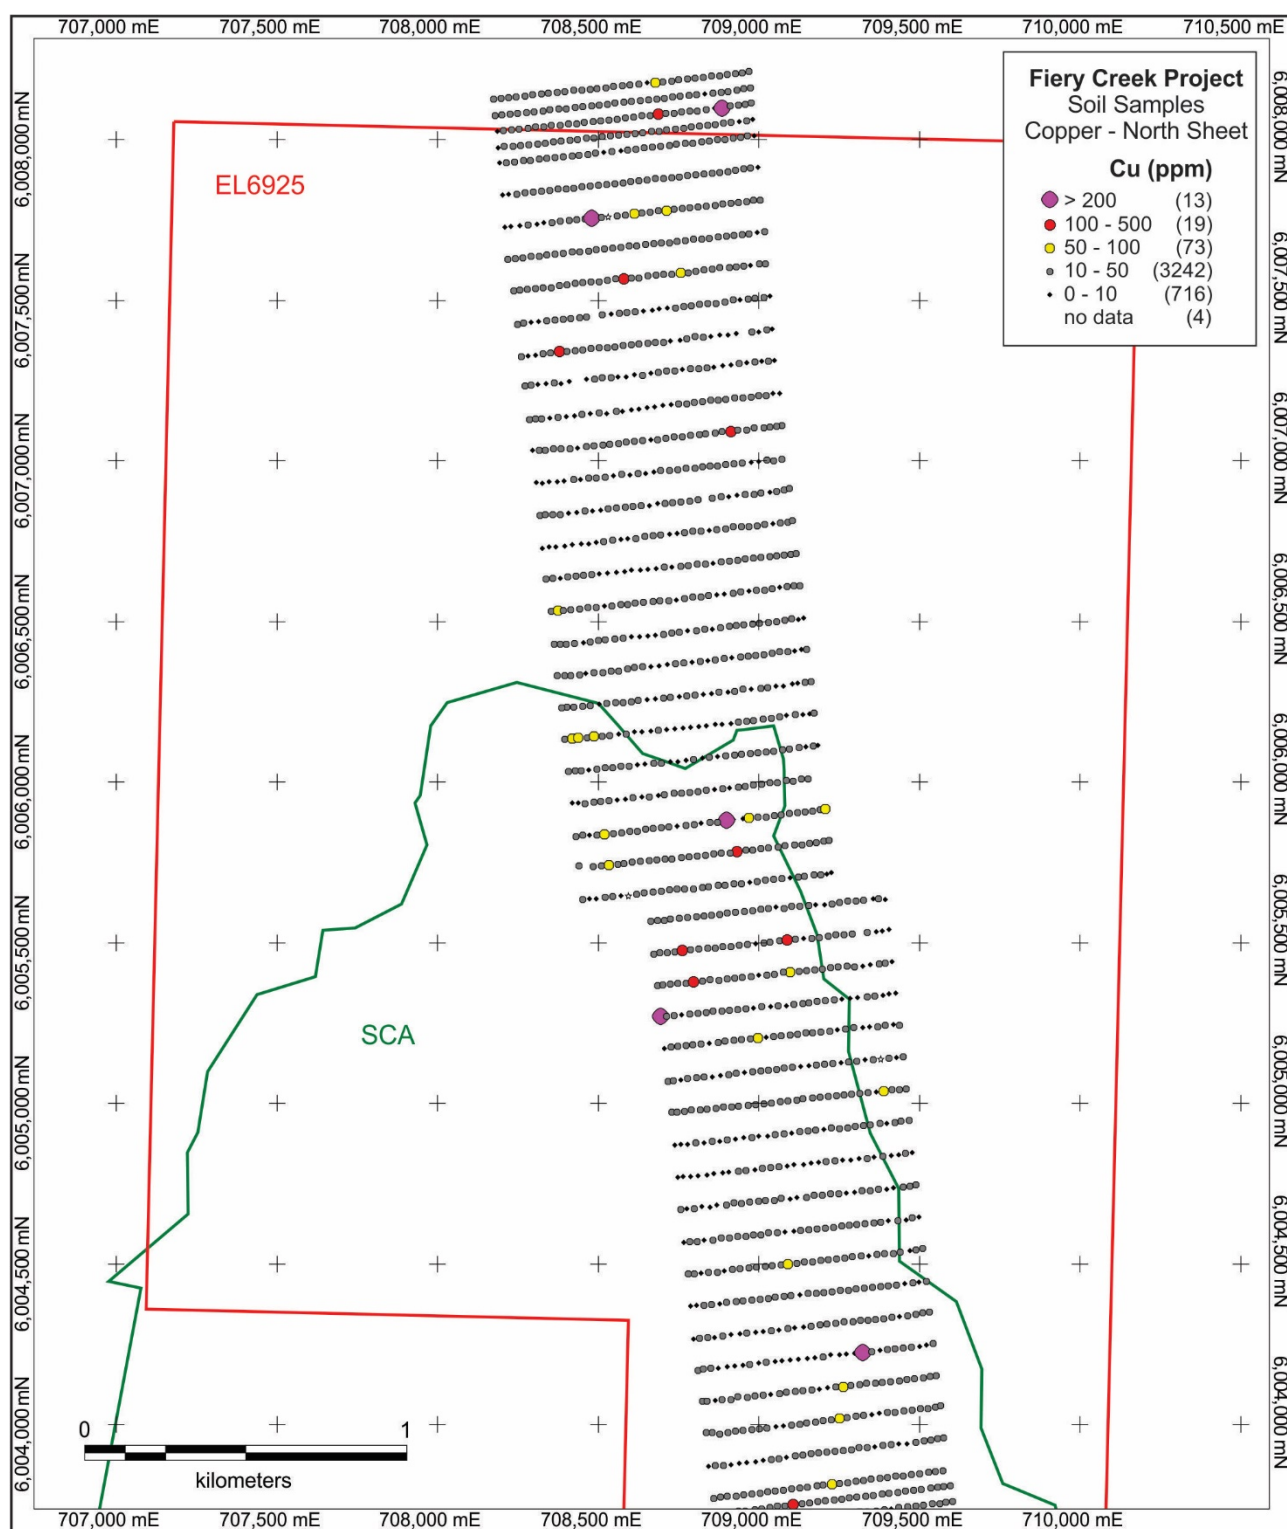 707,000 mE 707,500 mE 708,000 mE 708,500 mE 709,000 mE 709,500 mE 710,000 mE 710,500 mE
Fiery Creek Project
Soil Samples
Copper - North Sheet
Cu (ppm)
> 200 (13)
100 - 500 (19)
50 - 100 (73)
10 - 50 (3242)
0 - 10 (716)
no data (4)
EL6925
SCA
6,008,000 mN
6,007,500 mN
6,007,000 mN
6,006,500 mN
6,006,000 mN
6,005,500 mN
6,005,000 mN
6,004,500 mN
6,004,000 mN
6,008,000 mN
6,007,500 mN
6,007,000 mN
6,006,500 mN
6,006,000 mN
6,005,500 mN
6,005,000 mN
6,004,500 mN
6,004,000 mN
0 1
kilometers
707,000 mE 707,500 mE 708,000 mE 708,500 mE 709,000 mE 709,500 mE 710,000 mE